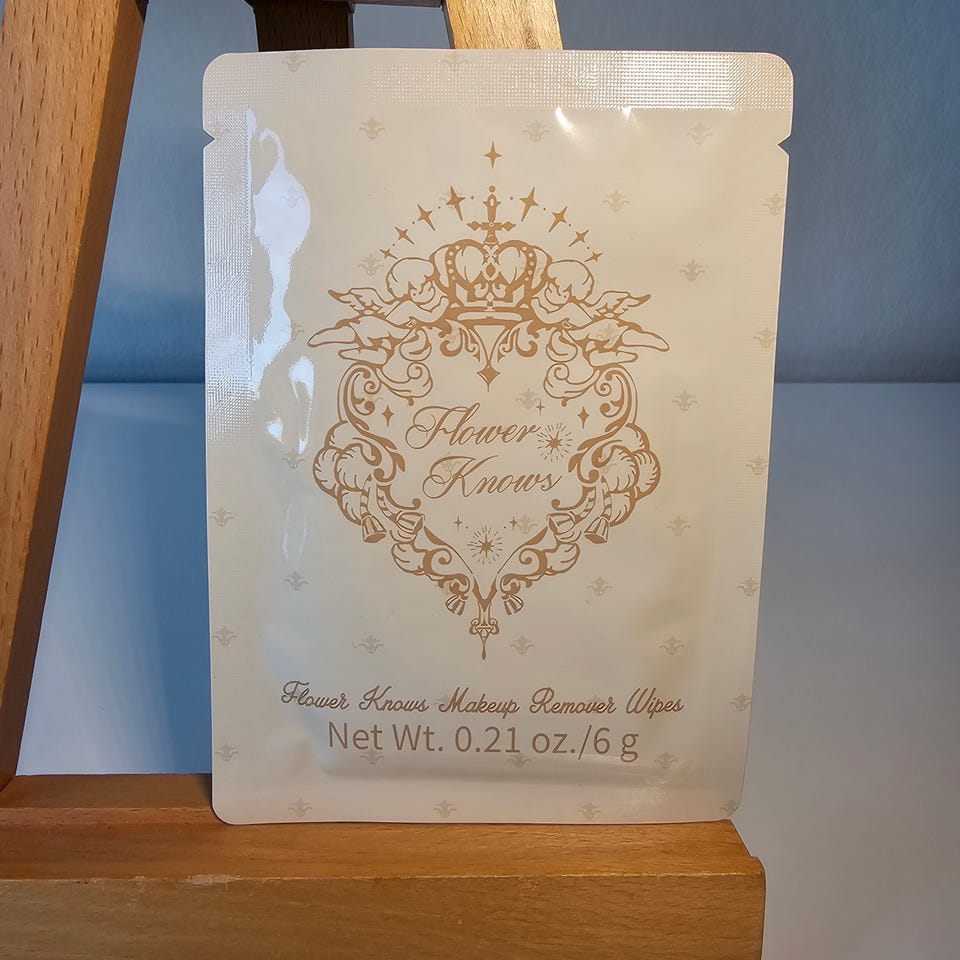 Flower
Knows
Flower Knows Makeup Remover Wipes
Net Wt. 0.21 oz./6 g